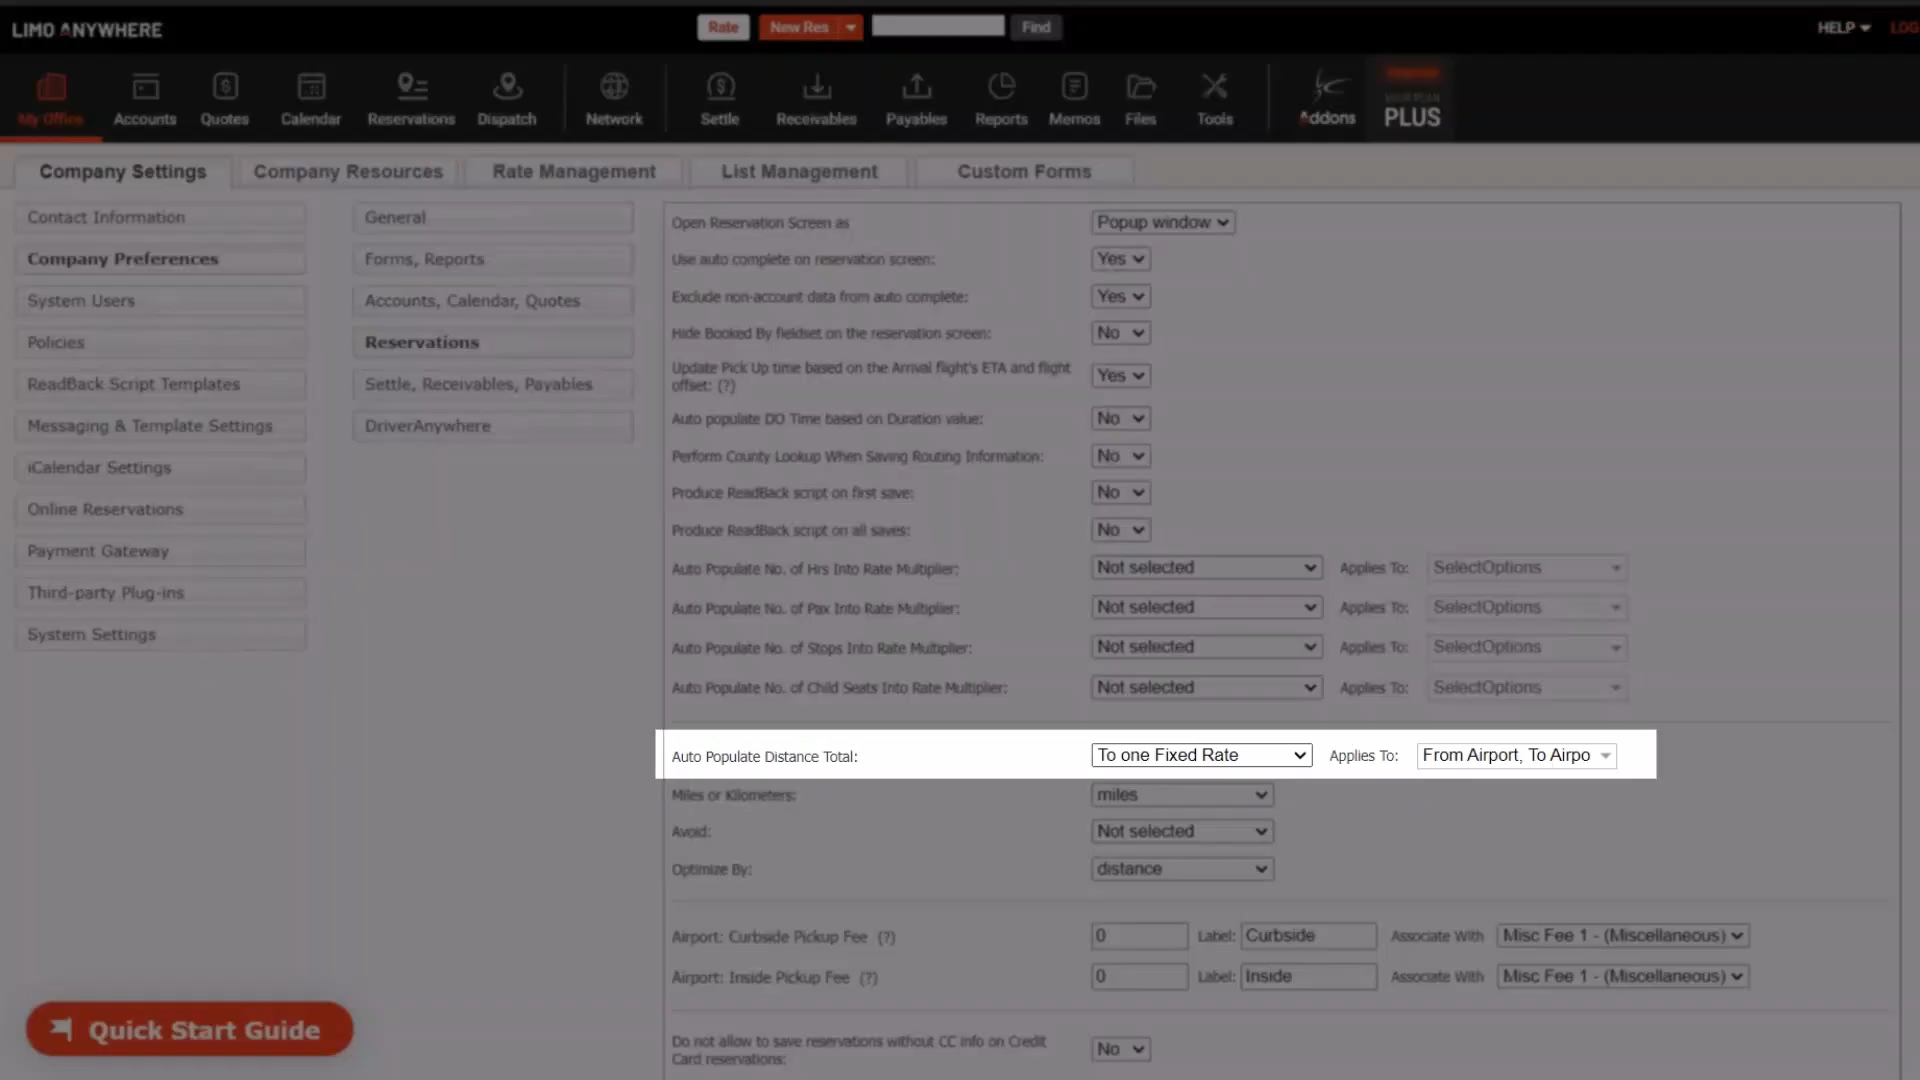 LIMO ANYWHERE
Rate New Res Find HELP LOG
My Office Accounts Quotes Calendar Reservations Dispatch Network Settle Receivables Payables Reports Memos Files Tools Addons
YOUR PLAN
PLUS
Company Settings Company Resources Rate Management List Management Custom Forms
Contact Information
Company Preferences
System Users
Policies
ReadBack Script Templates
Messaging & Template Settings
iCalendar Settings
Online Reservations
Payment Gateway
Third-party Plug-ins
System Settings
General
Forms, Reports
Accounts, Calendar, Quotes
Reservations
Settle, Receivables, Payables
DriverAnywhere
Open Reservation Screen as Popup window
Use auto complete on reservation screen: Yes
Exclude non-account data from auto complete: Yes
Hide Booked By fieldset on the reservation screen: No
Update Pick Up time based on the Arrival flight's ETA and flight
offset: (?) Yes
Auto populate DO Time based on Duration value: No
Perform County Lookup When Saving Routing Information: No
Produce ReadBack script on first save: No
Produce ReadBack script on all saves: No
Auto Populate No. of Hrs Into Rate Multiplier: Not selected Applies To: SelectOptions
Auto Populate No. of Pax Into Rate Multiplier: Not selected Applies To: SelectOptions
Auto Populate No. of Stops Into Rate Multiplier: Not selected Applies To: SelectOptions
Auto Populate No. of Child Seats Into Rate Multiplier: Not selected Applies To: SelectOptions
Auto Populate Distance Total: To one Fixed Rate Applies To: From Airport, To Airpo
Miles or Kilometers: miles
Avoid: Not selected
Optimize By: distance
Airport: Curbside Pickup Fee (?) 0 Label: Curbside Associate With Misc Fee 1 - (Miscellaneous)
Airport: Inside Pickup Fee (?) 0 Label: Inside Associate With Misc Fee 1 - (Miscellaneous)
Do not allow to save reservations without CC info on Credit
Card reservations: No
Quick Start Guide